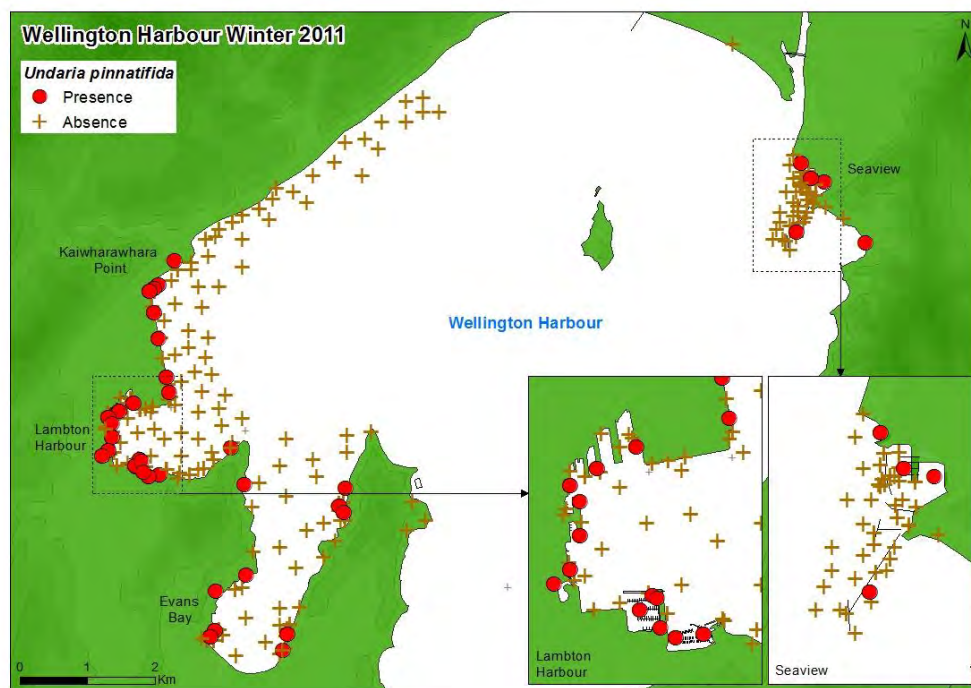 Wellington Harbour Winter 2011
Undaria pinnatifida
Presence
Absence
N
Seaview
Kaiwharawhara
Point
Wellington Harbour
Lambton
Harbour
Evans
Bay
0 1 2
Km
Lambton
Harbour
Seaview